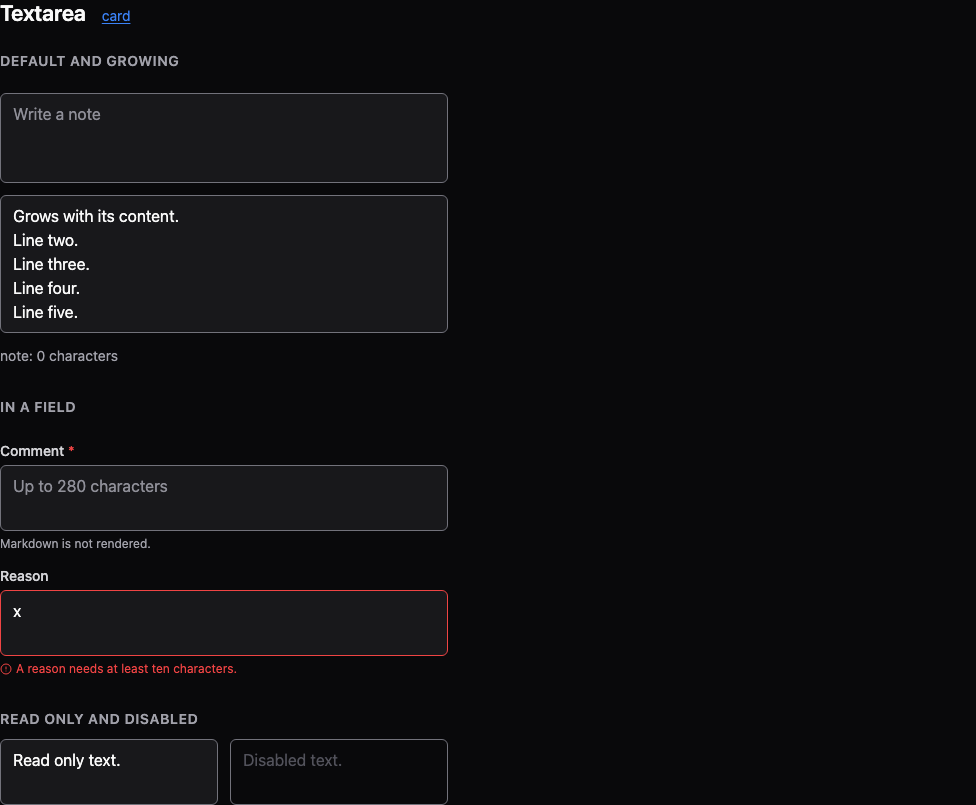 Textarea card
DEFAULT AND GROWING
Write a note
Grows with its content.
Line two.
Line three.
Line four.
Line five.
note: 0 characters
IN A FIELD
Comment *
Up to 280 characters
Markdown is not rendered.
Reason
x
A reason needs at least ten characters.
READ ONLY AND DISABLED
Read only text. Disabled text.